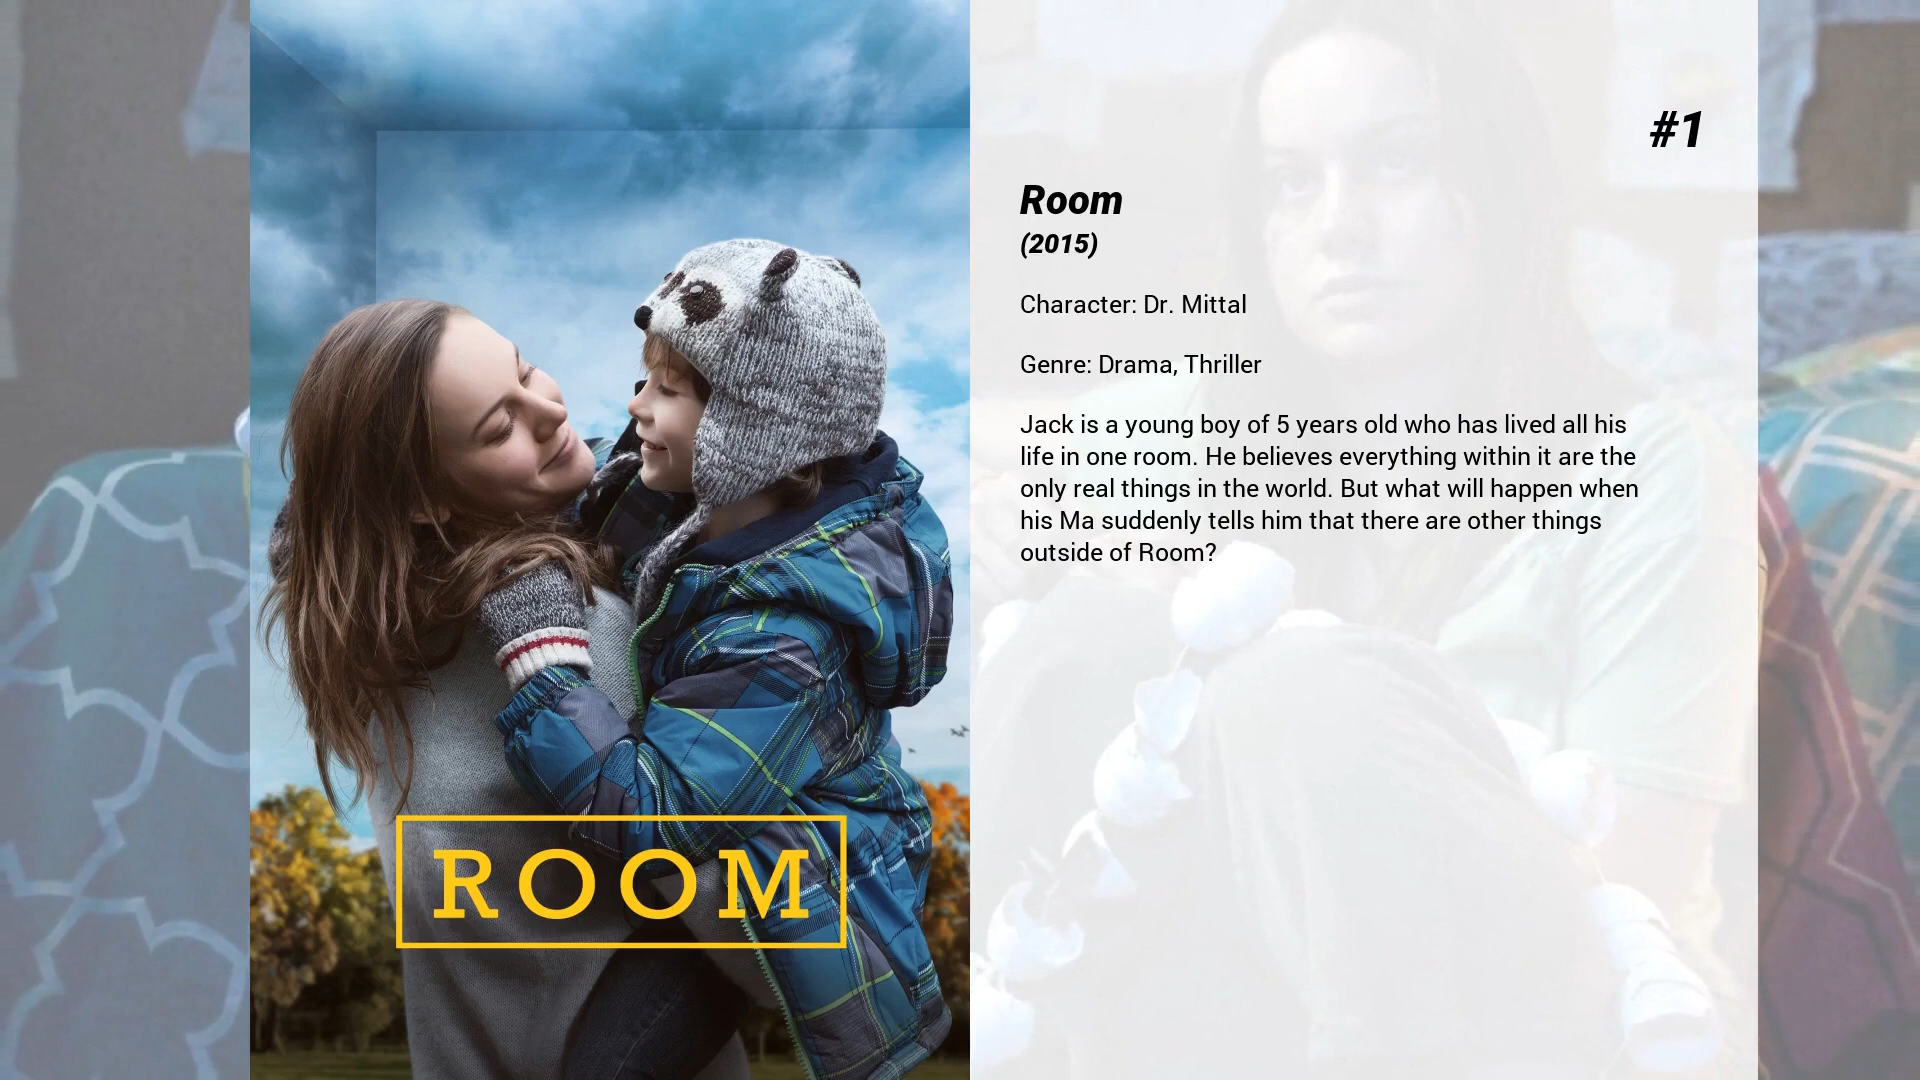 ROOM
#1
Room
(2015)
Character: Dr. Mittal
Genre: Drama, Thriller
Jack is a young boy of 5 years old who has lived all his
life in one room. He believes everything within it are the
only real things in the world. But what will happen when
his Ma suddenly tells him that there are other things
outside of Room?